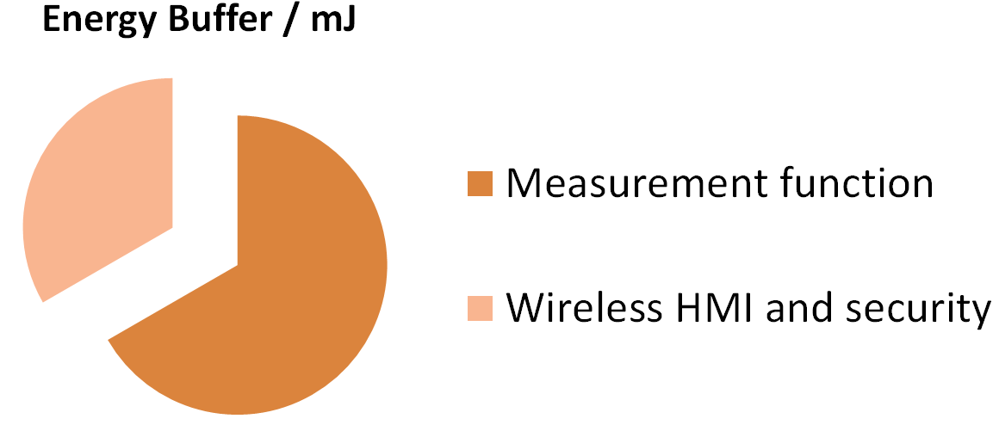 Energy Buffer / mJ
Measurement function
Wireless HMI and security